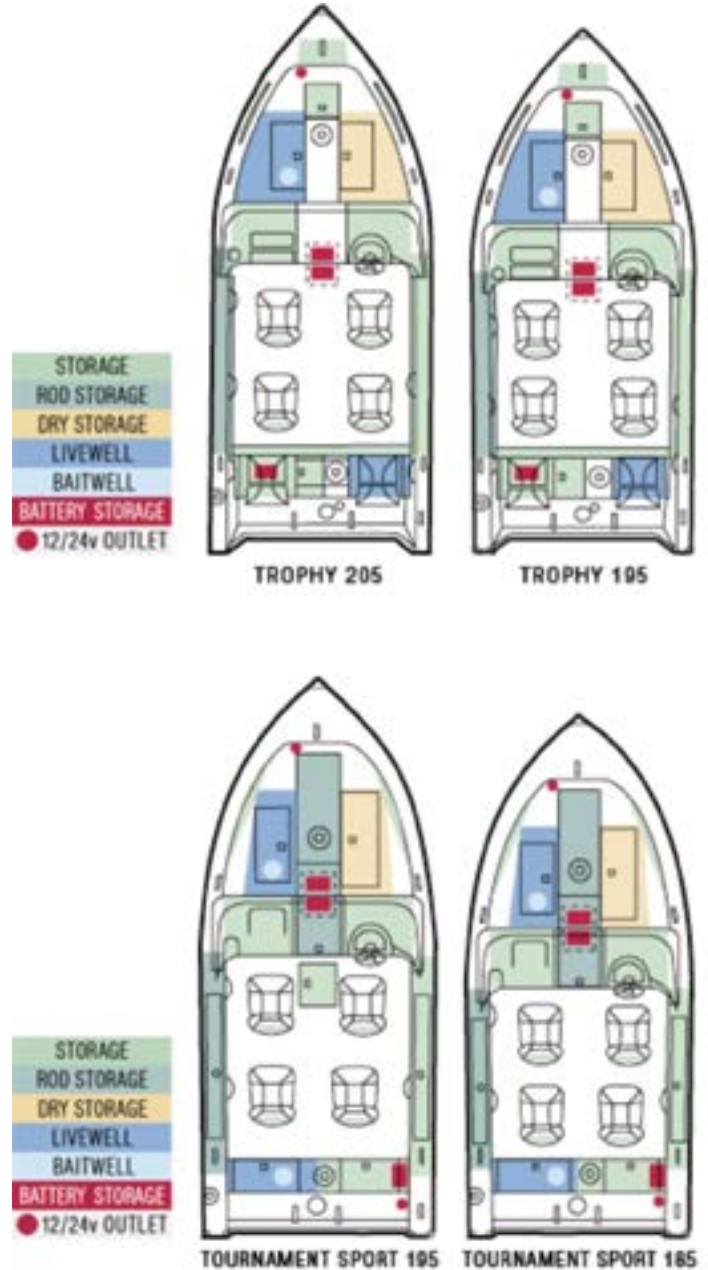 STORAGE
ROD STORAGE
DRY STORAGE
LIVEWELL
BAITWELL
BATTERY STORAGE
12/24v OUTLET
TROPHY 205
TROPHY 195
STORAGE
ROD STORAGE
DRY STORAGE
LIVEWELL
BAITWELL
BATTERY STORAGE
12/24v OUTLET
TOURNAMENT SPORT 195
TOURNAMENT SPORT 185